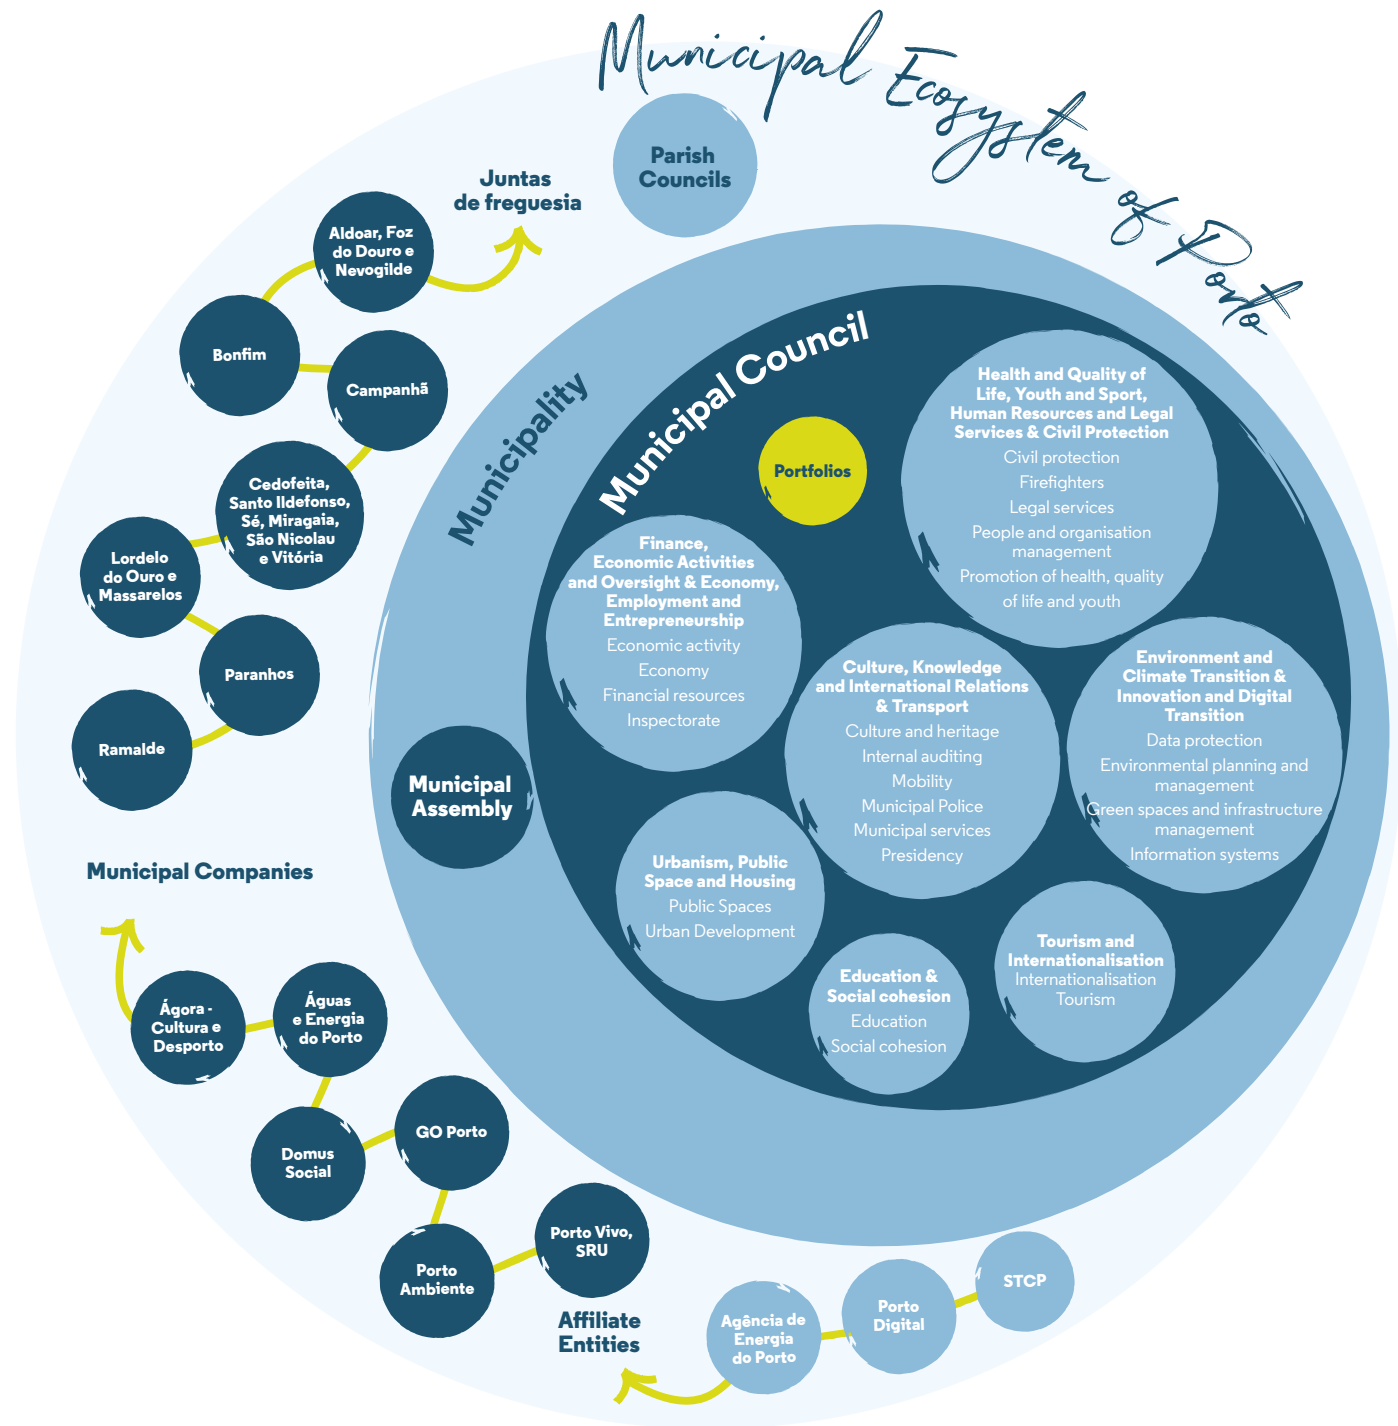 Municipal Ecosystem of Porto
Parish
Councils
Juntas
de freguesia
Aldoar, Foz
do Douro e
Nevogilde
Bonfim
Campanhã
Cedofeita,
Santo Ildefonso,
Sé, Miragaia,
São Nicolau
e Vitória
Lordelo
do Ouro e
Massarelos
Paranhos
Ramalde
Municipality
Municipal Council
Portfolios
Health and Quality of
Life, Youth and Sport,
Human Resources and Legal
Services & Civil Protection
Civil protection
Firefighters
Legal services
People and organisation
management
Promotion of health, quality
of life and youth
Finance,
Economic Activities
and Oversight & Economy,
Employment and
Entrepreneurship
Economic activity
Economy
Financial resources
Inspectorate
Culture, Knowledge
and International Relations
& Transport
Culture and heritage
Internal auditing
Mobility
Municipal Police
Municipal services
Presidency
Environment and
Climate Transition &
Innovation and Digital
Transition
Data protection
Environmental planning and
management
Green spaces and infrastructure
management
Information systems
Municipal
Assembly
Urbanism, Public
Space and Housing
Public Spaces
Urban Development
Education &
Social cohesion
Education
Social cohesion
Tourism and
Internationalisation
Internationalisation
Tourism
Municipal Companies
Ágora -
Cultura e
Desporto
Águas
e Energia
do Porto
Domus
Social
GO Porto
Porto
Ambiente
Porto Vivo,
SRU
Affiliate
Entities
Agência de
Energia
do Porto
Porto
Digital
STCP